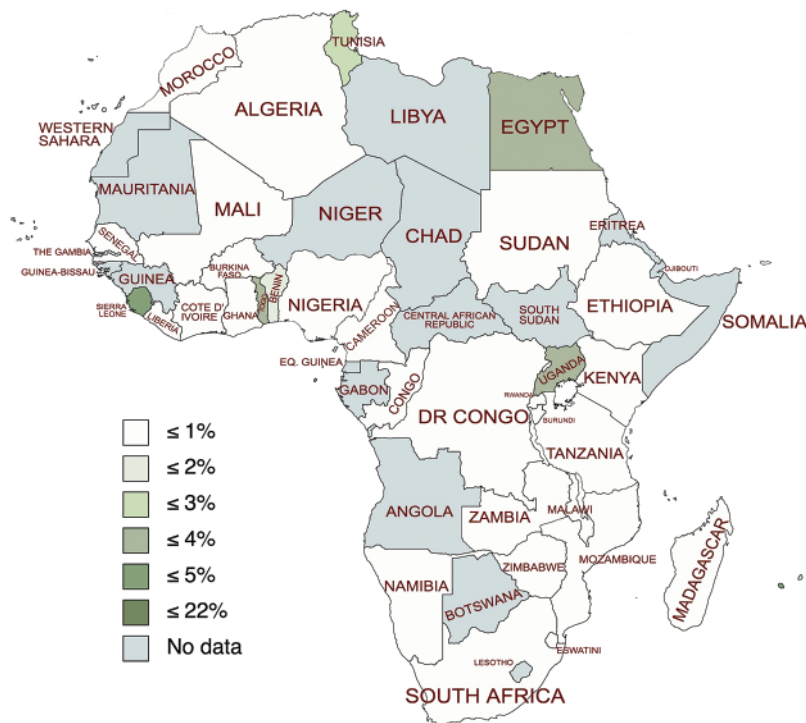 TUNISIA
MOROCCO
ALGERIA
LIBYA
EGYPT
WESTERN
SAHARA
MAURITANIA
MALI
NIGER
CHAD
SUDAN
ERITREA
SENEGAL
THE GAMBIA
GUINEA-BISSAU
GUINEA
BURKINA
FASO
BENIN
TOGO
DJIBOUTI
SIERRA
LEONE
LIBERIA
COTE D'
IVOIRE
GHANA
NIGERIA
CAMEROON
CENTRAL AFRICAN
REPUBLIC
SOUTH
SUDAN
ETHIOPIA
SOMALIA
EQ. GUINEA
GABON
CONGO
DR CONGO
UGANDA
KENYA
RWANDA
BURUNDI
TANZANIA
ANGOLA
ZAMBIA
MALAWI
MOZAMBIQUE
ZIMBABWE
MADAGASCAR
NAMIBIA
BOTSWANA
ESWATINI
LESOTHO
SOUTH AFRICA
≤ 1%
≤ 2%
≤ 3%
≤ 4%
≤ 5%
≤ 22%
No data